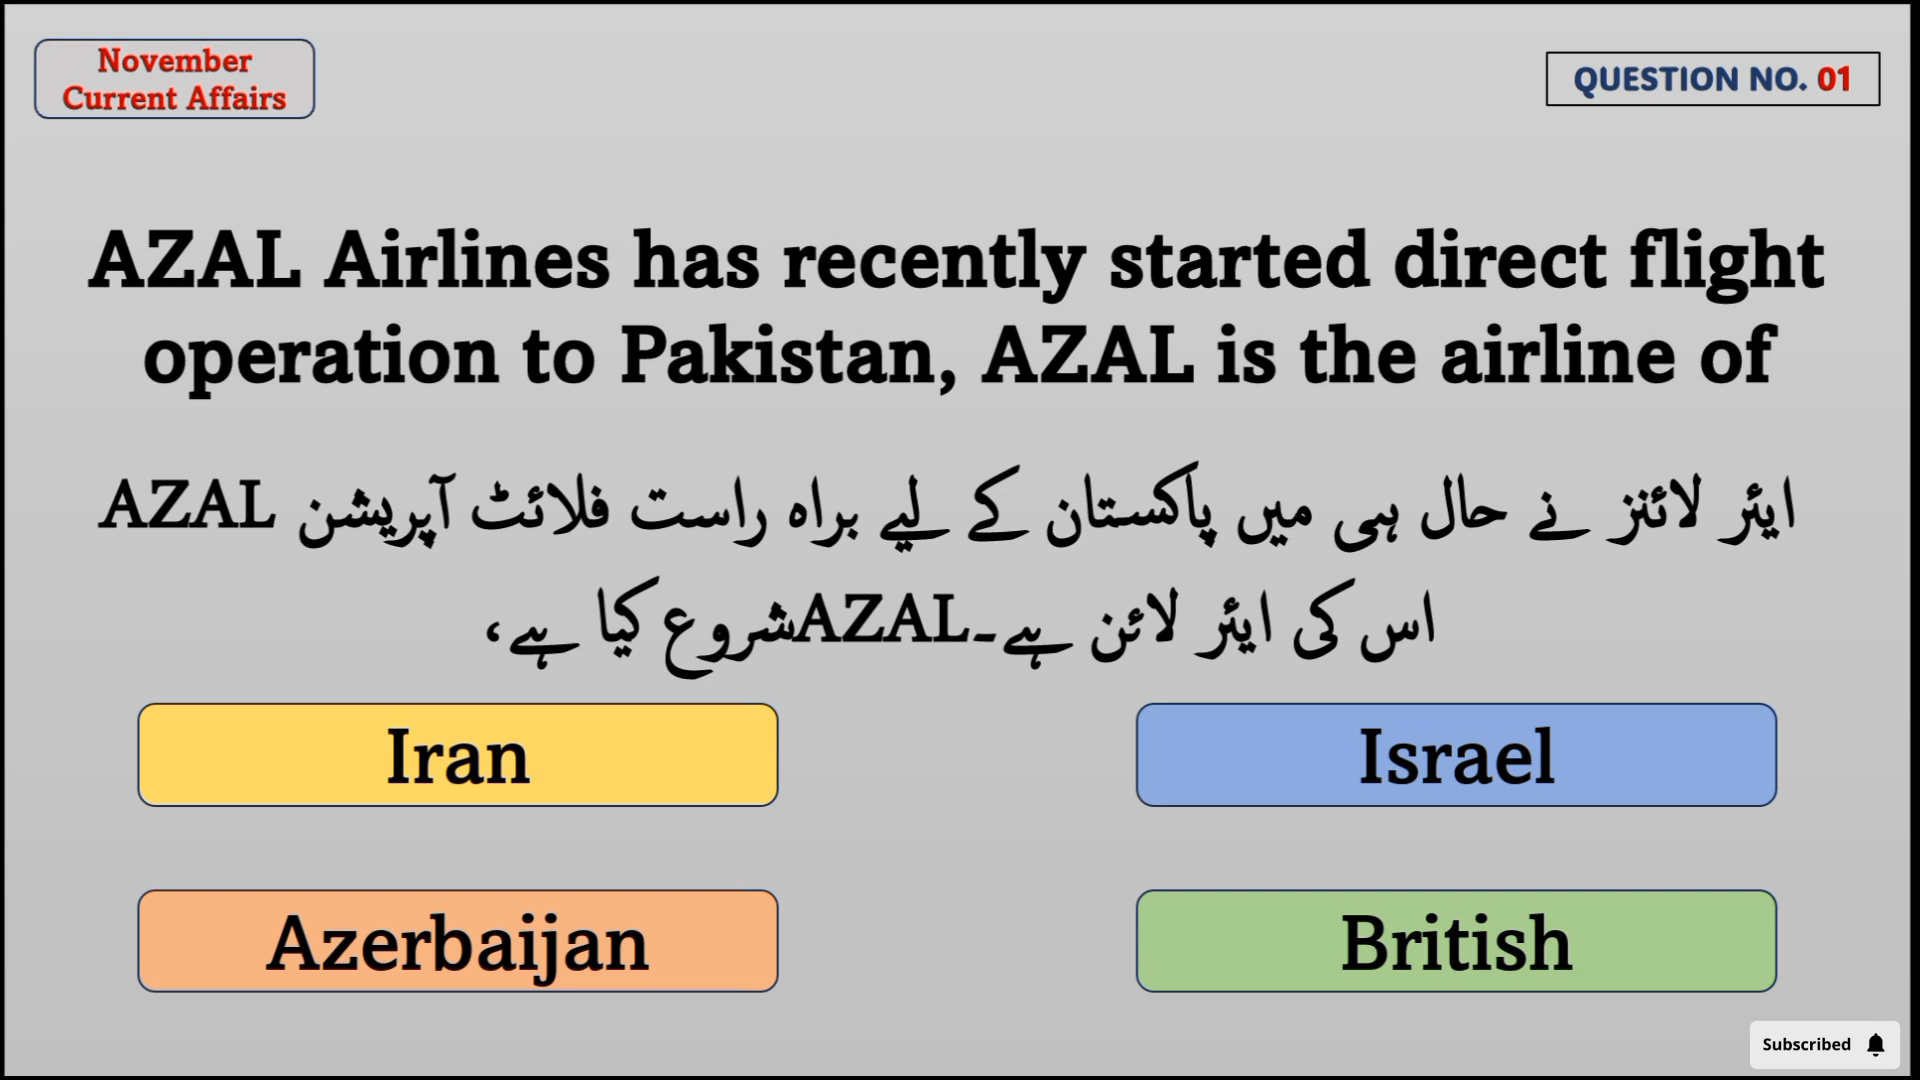 November
Current Affairs
QUESTION NO. 01
AZAL Airlines has recently started direct flight
operation to Pakistan, AZAL is the airline of
ایئر لائنز نے حال ہی میں پاکستان کے لیے براہ راست فلائٹ آپریشن AZAL
اس کی ایئر لائن ہے۔AZALشروع کیا ہے،
Iran
Israel
Azerbaijan
British
Subscribed